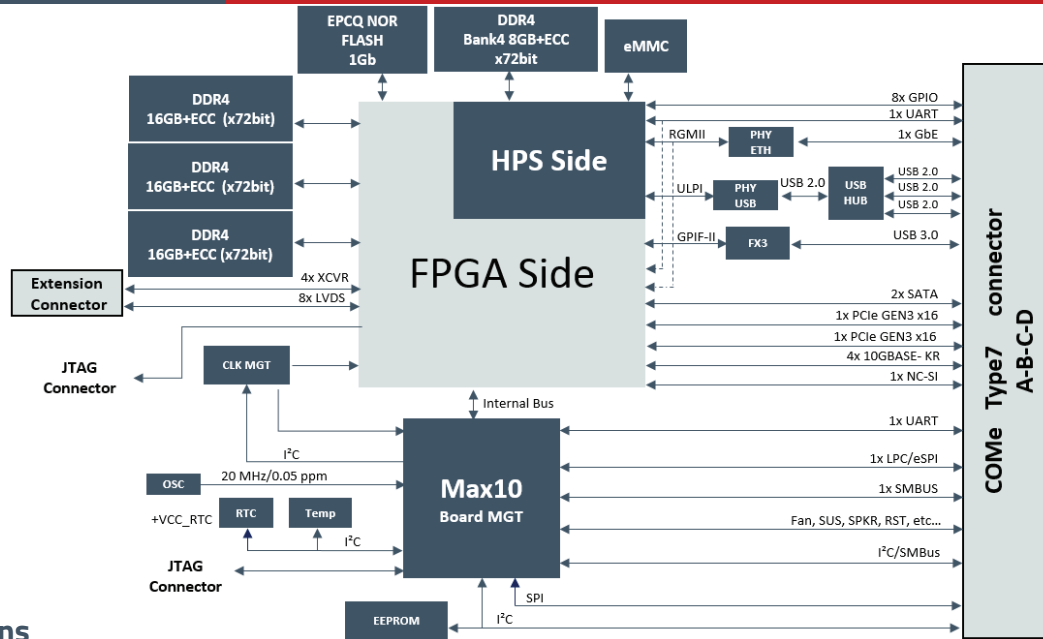 EPCQ NOR
FLASH
1Gb
DDR4
Bank4 8GB+ECC
x72bit
eMMC
DDR4
16GB+ECC (x72bit)
DDR4
16GB+ECC (x72bit)
DDR4
16GB+ECC (x72bit)
HPS Side
FPGA Side
Extension
Connector
4x XCVR
8x LVDS
JTAG
Connector
CLK MGT
I²C
Internal Bus
OSC
20 MHz/0.05 ppm
+VCC_RTC
RTC
Temp
I²C
JTAG
Connector
Max10
Board MGT
EEPROM
SPI
I²C
8x GPIO
1x UART
RGMII
PHY
ETH
1x GbE
ULPI
PHY
USB
USB 2.0
USB
HUB
USB 2.0
USB 2.0
USB 2.0
GPIF-II
FX3
USB 3.0
2x SATA
1x PCIe GEN3 x16
1x PCIe GEN3 x16
4x 10GBASE- KR
1x NC-SI
1x UART
1x LPC/eSPI
1x SMBUS
Fan, SUS, SPKR, RST, etc…
I²C/SMBus
COMe Type7 connector
A-B-C-D
ns